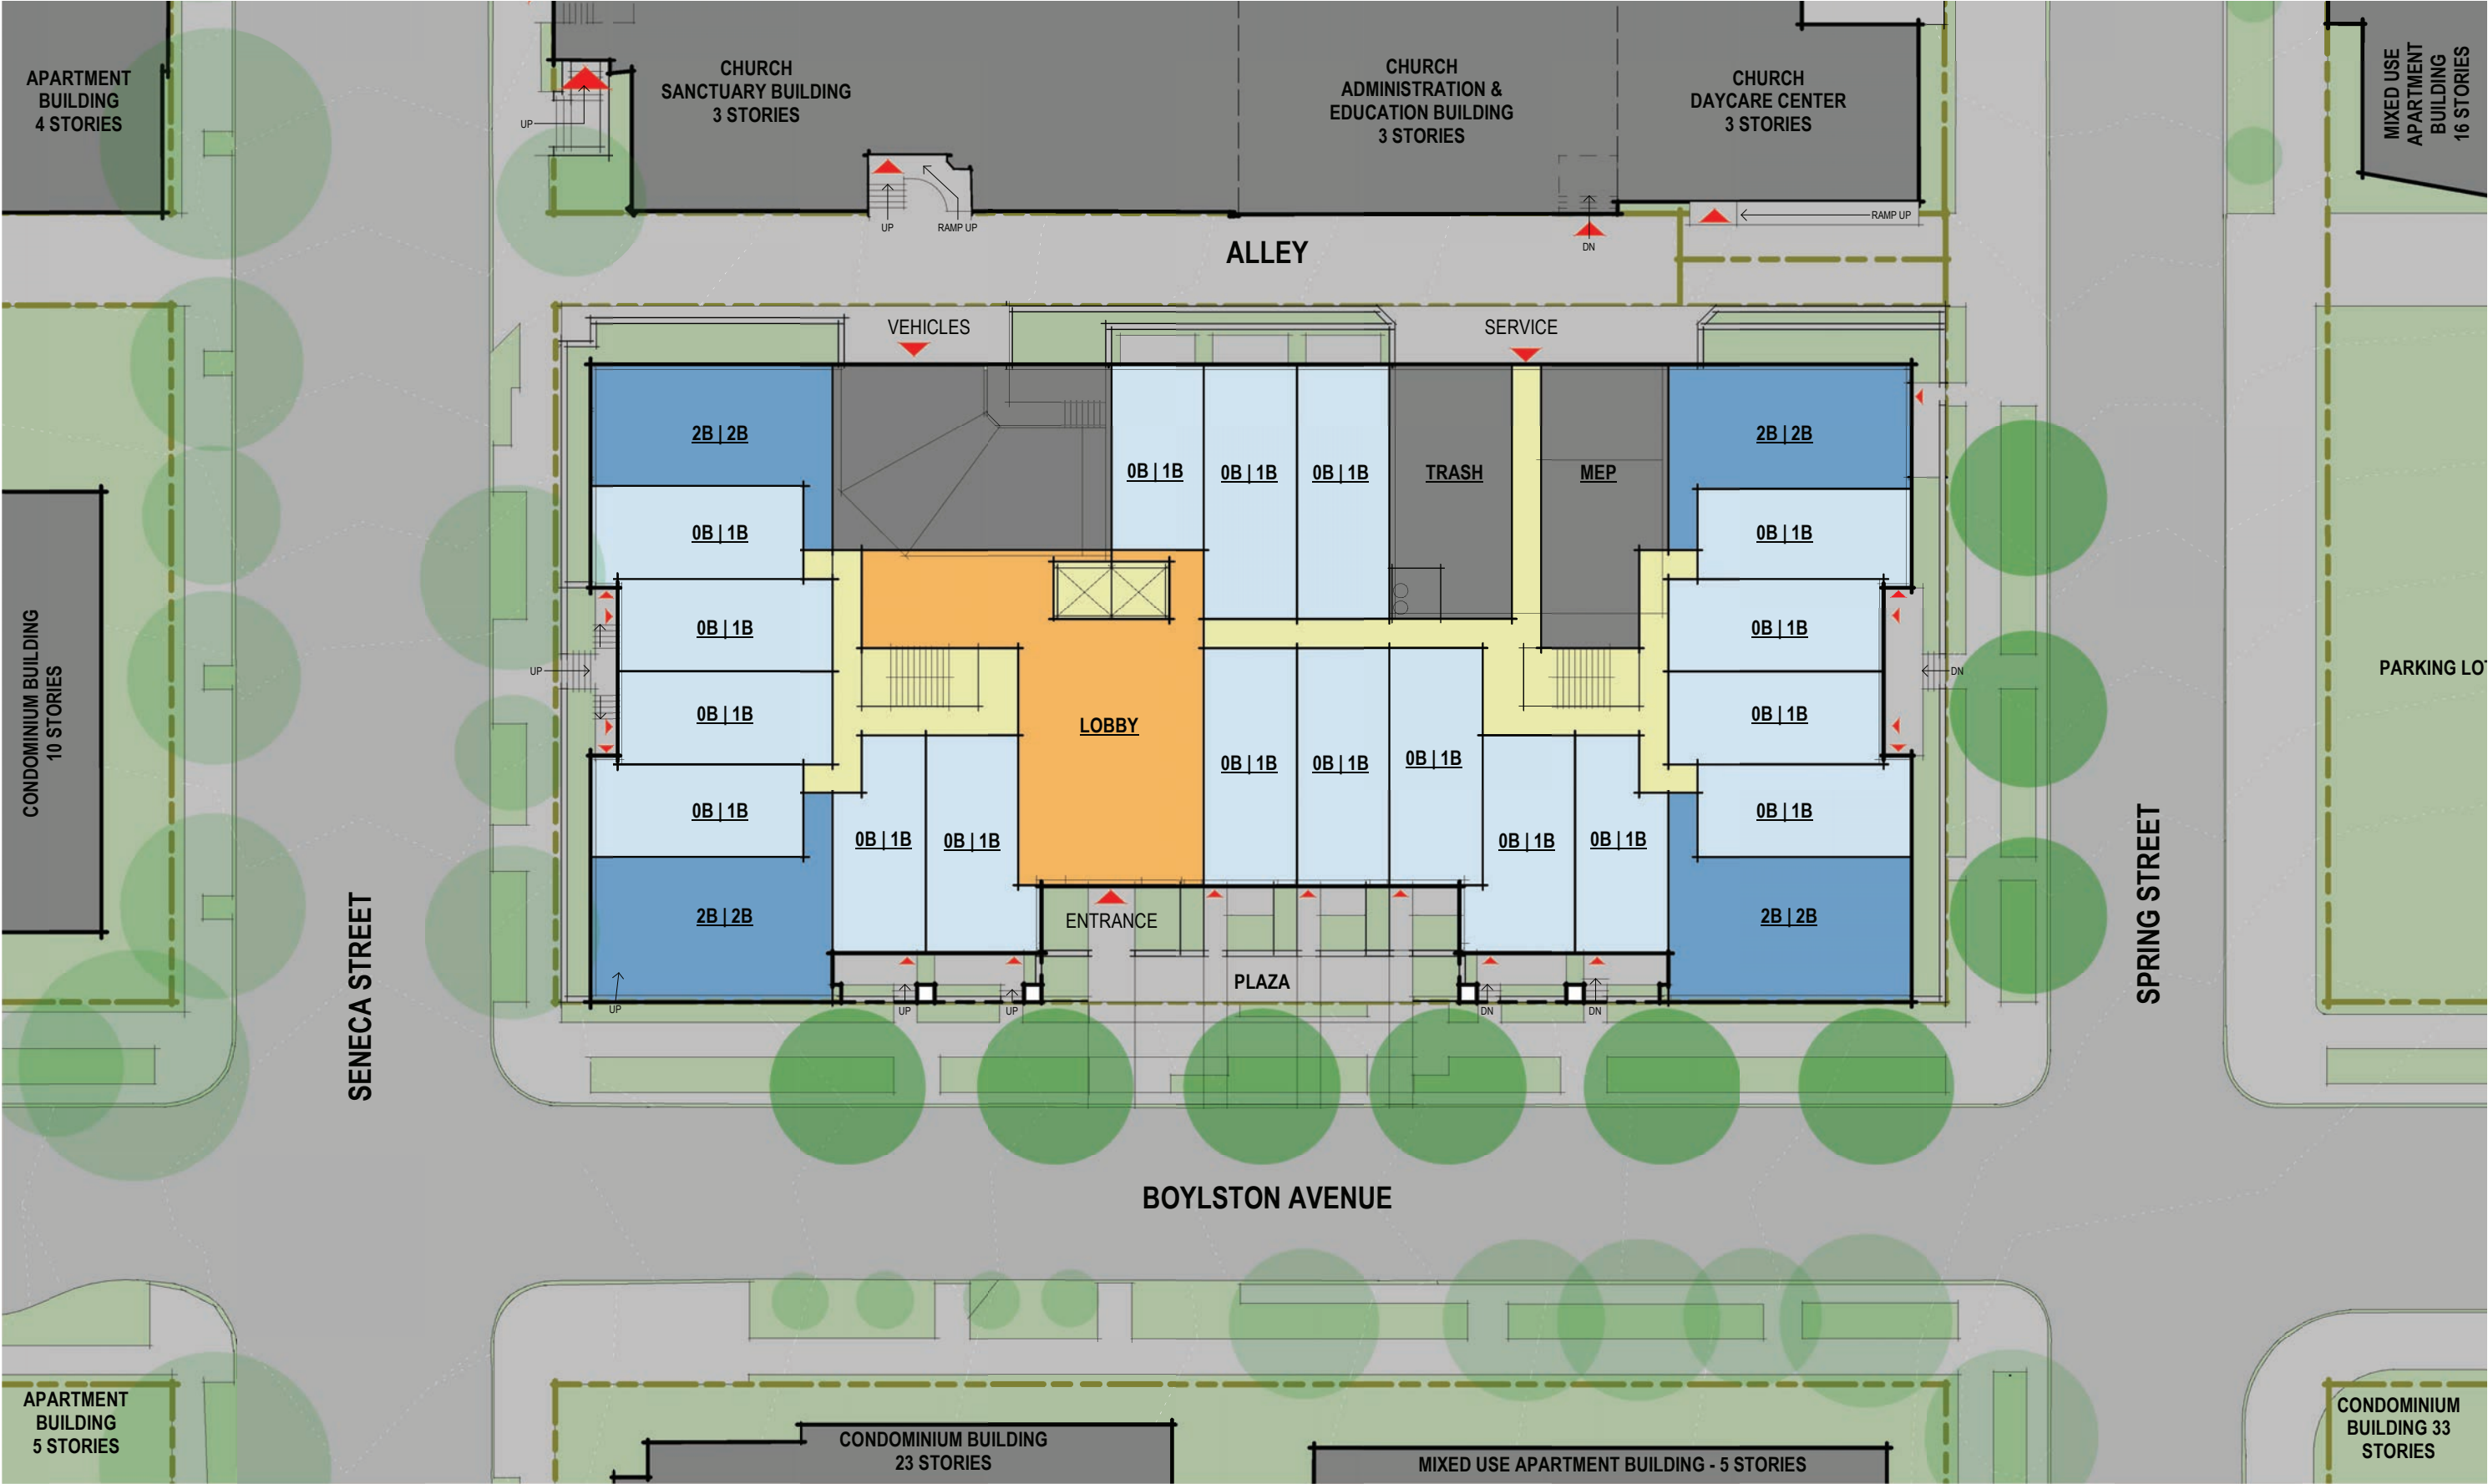 APARTMENT
BUILDING
4 STORIES
CHURCH
SANCTUARY BUILDING
3 STORIES
CHURCH
ADMINISTRATION &
EDUCATION BUILDING
3 STORIES
CHURCH
DAYCARE CENTER
3 STORIES
MIXED USE
APARTMENT
BUILDING
16 STORIES
UP
UP
RAMP UP
DN
RAMP UP
ALLEY
VEHICLES
SERVICE
2B | 2B
0B | 1B
0B | 1B
0B | 1B
0B | 1B
2B | 2B
0B | 1B
0B | 1B
0B | 1B
TRASH
MEP
LOBBY
0B | 1B
0B | 1B
0B | 1B
0B | 1B
0B | 1B
0B | 1B
0B | 1B
2B | 2B
0B | 1B
0B | 1B
0B | 1B
0B | 1B
2B | 2B
UP
DN
CONDOMINIUM BUILDING
10 STORIES
PARKING LO
ENTRANCE
PLAZA
UP
UP
UP
DN
DN
SENECA STREET
SPRING STREET
BOYLSTON AVENUE
APARTMENT
BUILDING
5 STORIES
CONDOMINIUM BUILDING
23 STORIES
MIXED USE APARTMENT BUILDING - 5 STORIES
CONDOMINIUM
BUILDING 33
STORIES